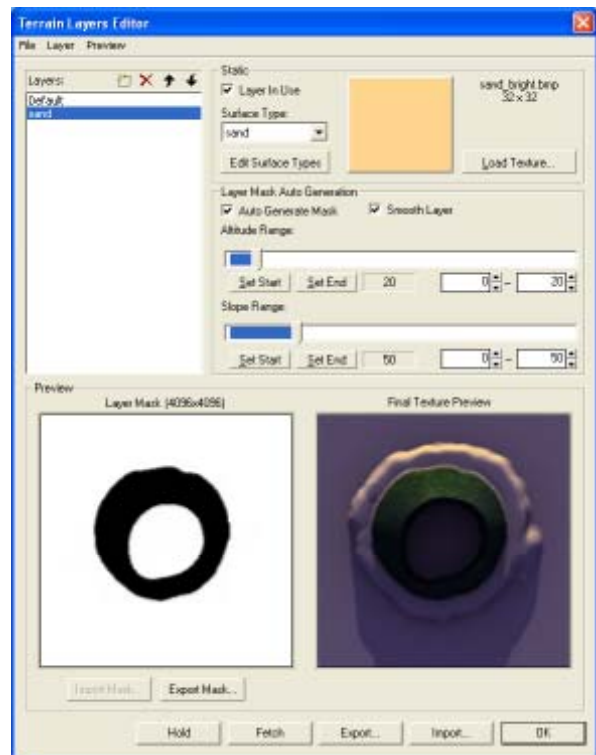 Terrain Layers Editor
File Layer Preview
Layers:
Default
sand
Static
Layer In Use
Surface Type:
sand
Edit Surface Types
sand_bright.bmp
32 x 32
Load Texture...
Layer Mask Auto Generation
Auto Generate Mask
Smooth Layer
Altitude Range:
Set Start
Set End
20
0 - 20
Slope Range:
Set Start
Set End
50
0 - 50
Preview
Layer Mask (4096x4096)
Final Texture Preview
Import Mask...
Export Mask...
Hold
Fetch
Export...
Import...
OK